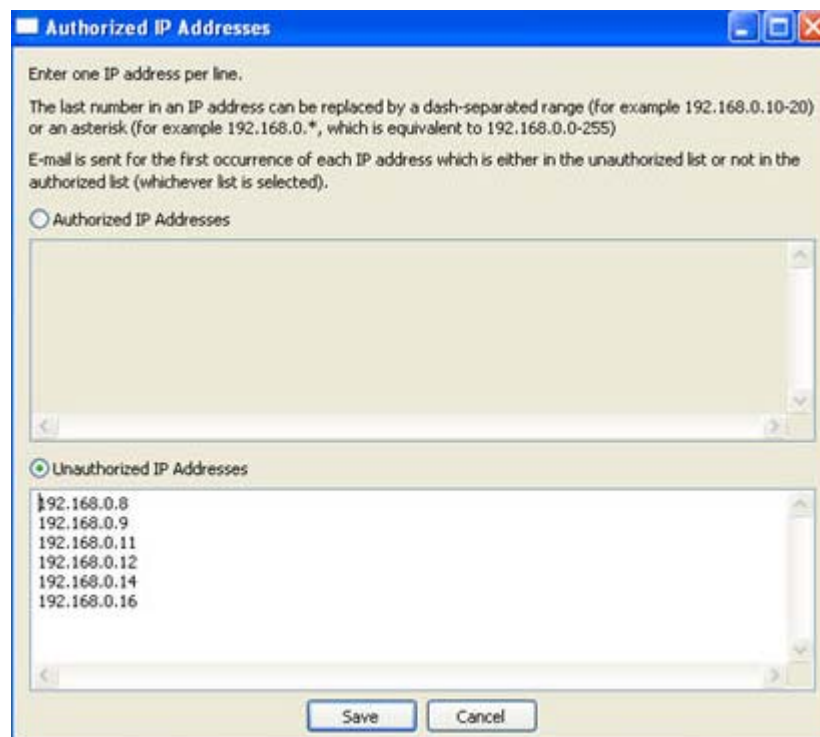 Authorized IP Addresses
Enter one IP address per line.
The last number in an IP address can be replaced by a dash-separated range (for example 192.168.0.10-20)
or an asterisk (for example 192.168.0.*, which is equivalent to 192.168.0.0-255)
E-mail is sent for the first occurrence of each IP address which is either in the unauthorized list or not in the
authorized list (whichever list is selected).
Authorized IP Addresses
Unauthorized IP Addresses
192.168.0.8
192.168.0.9
192.168.0.11
192.168.0.12
192.168.0.14
192.168.0.16
Save Cancel